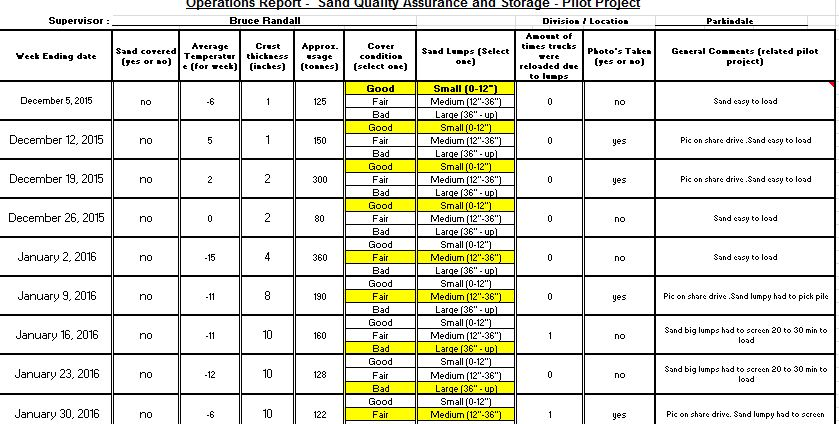 Operations Report - Sand Quality Assurance and Storage - Pilot Project
Supervisor : Bruce Randall Division / Location Parkindale
Week Ending date Sand covered (yes or no) Average Temperatur e (for week) Crust thickness (inches) Approx. usage (tonnes) Cover condition (select one) Sand Lumps (Select one) Amount of times trucks were reloaded due to lumps Photo's Taken (yes or no) General Comments (related pilot project)
Good Small (0-12")
December 5, 2015 no -6 1 125 Fair Medium (12"-36") 0 no Sand easy to load
Bad Large (36" - up)
Good Small (0-12")
December 12, 2015 no 5 1 150 Fair Medium (12"-36") 0 yes Pic on share drive .Sand easy to load
Bad Large (36" - up)
Good Small (0-12")
December 19, 2015 no 2 2 300 Fair Medium (12"-36") 0 yes Pic on share drive .Sand easy to load
Bad Large (36" - up)
Good Small (0-12")
December 26, 2015 no 0 2 80 Fair Medium (12"-36") 0 no Sand easy to load
Bad Large (36" - up)
Good Small (0-12")
January 2, 2016 no -15 4 360 Fair Medium (12"-36") 0 no Sand easy to load
Bad Large (36" - up)
Good Small (0-12")
January 9, 2016 no -11 8 190 Fair Medium (12"-36") 0 yes Pic on share drive .Sand lumpy had to pick pile
Bad Large (36" - up)
Good Small (0-12")
January 16, 2016 no -11 10 160 Fair Medium (12"-36") 1 no Sand big lumps had to screen 20 to 30 min to load
Bad Large (36" - up)
Good Small (0-12")
January 23, 2016 no -12 10 128 Fair Medium (12"-36") 0 no Sand big lumps had to screen 20 to 30 min to load
Bad Large (36" - up)
Good Small (0-12")
January 30, 2016 no -6 10 122 Fair Medium (12"-36") 1 yes Pic on share drive. Sand lumpy had to screen